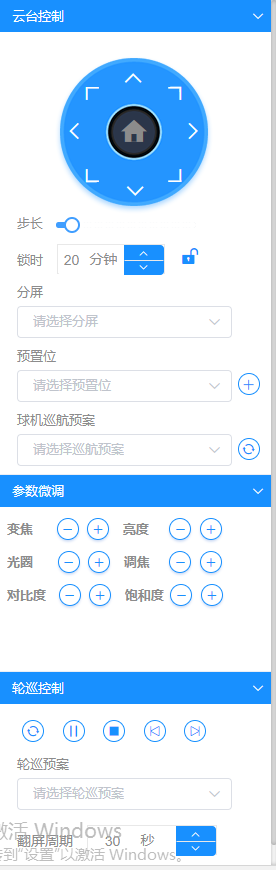 云台控制
步长
锁时 20 分钟
分屏
请选择分屏
预置位
请选择预置位
球机巡航预案
请选择巡航预案
参数微调
变焦 亮度
光圈 调焦
对比度 饱和度
轮巡控制
轮巡预案
请选择轮巡预案
激活 Windows
翻屏周期 30 秒
转到"设置"以激活 Windows。